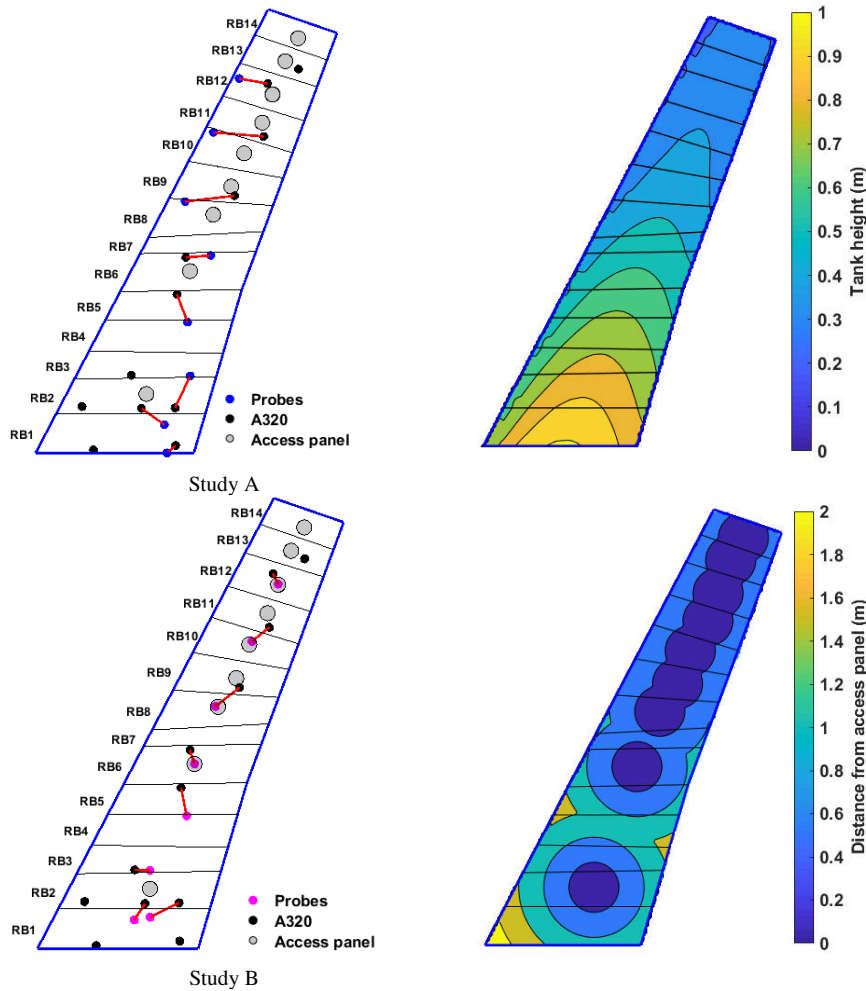 RB14
RB13
RB12
RB11
RB10
RB9
RB8
RB7
RB6
RB5
RB4
RB3
RB2
RB1
Probes
A320
Access panel
1
0.9
0.8
0.7
0.6
0.5
0.4
0.3
0.2
0.1
0
Tank height (m)
Study A
RB14
RB13
RB12
RB11
RB10
RB9
RB8
RB7
RB6
RB5
RB4
RB3
RB2
RB1
Probes
A320
Access panel
2
1.8
1.6
1.4
1.2
1
0.8
0.6
0.4
0.2
0
Distance from access panel (m)
Study B